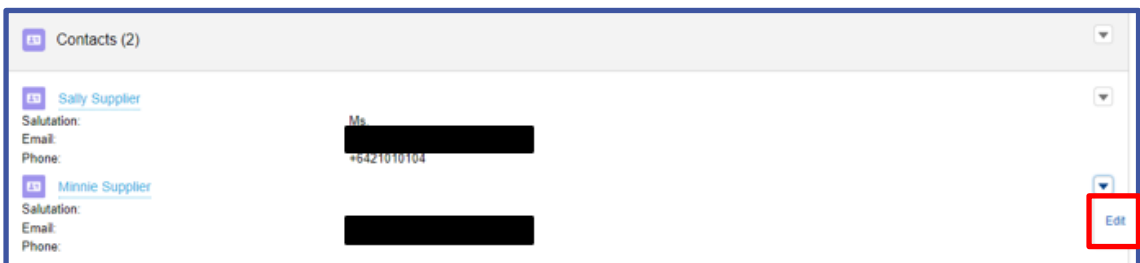 Contacts (2)
Sally Supplier
Salutation: Ms.
Email:
Phone: +6421010104
Minnie Supplier
Salutation:
Edit
Email:
Phone: